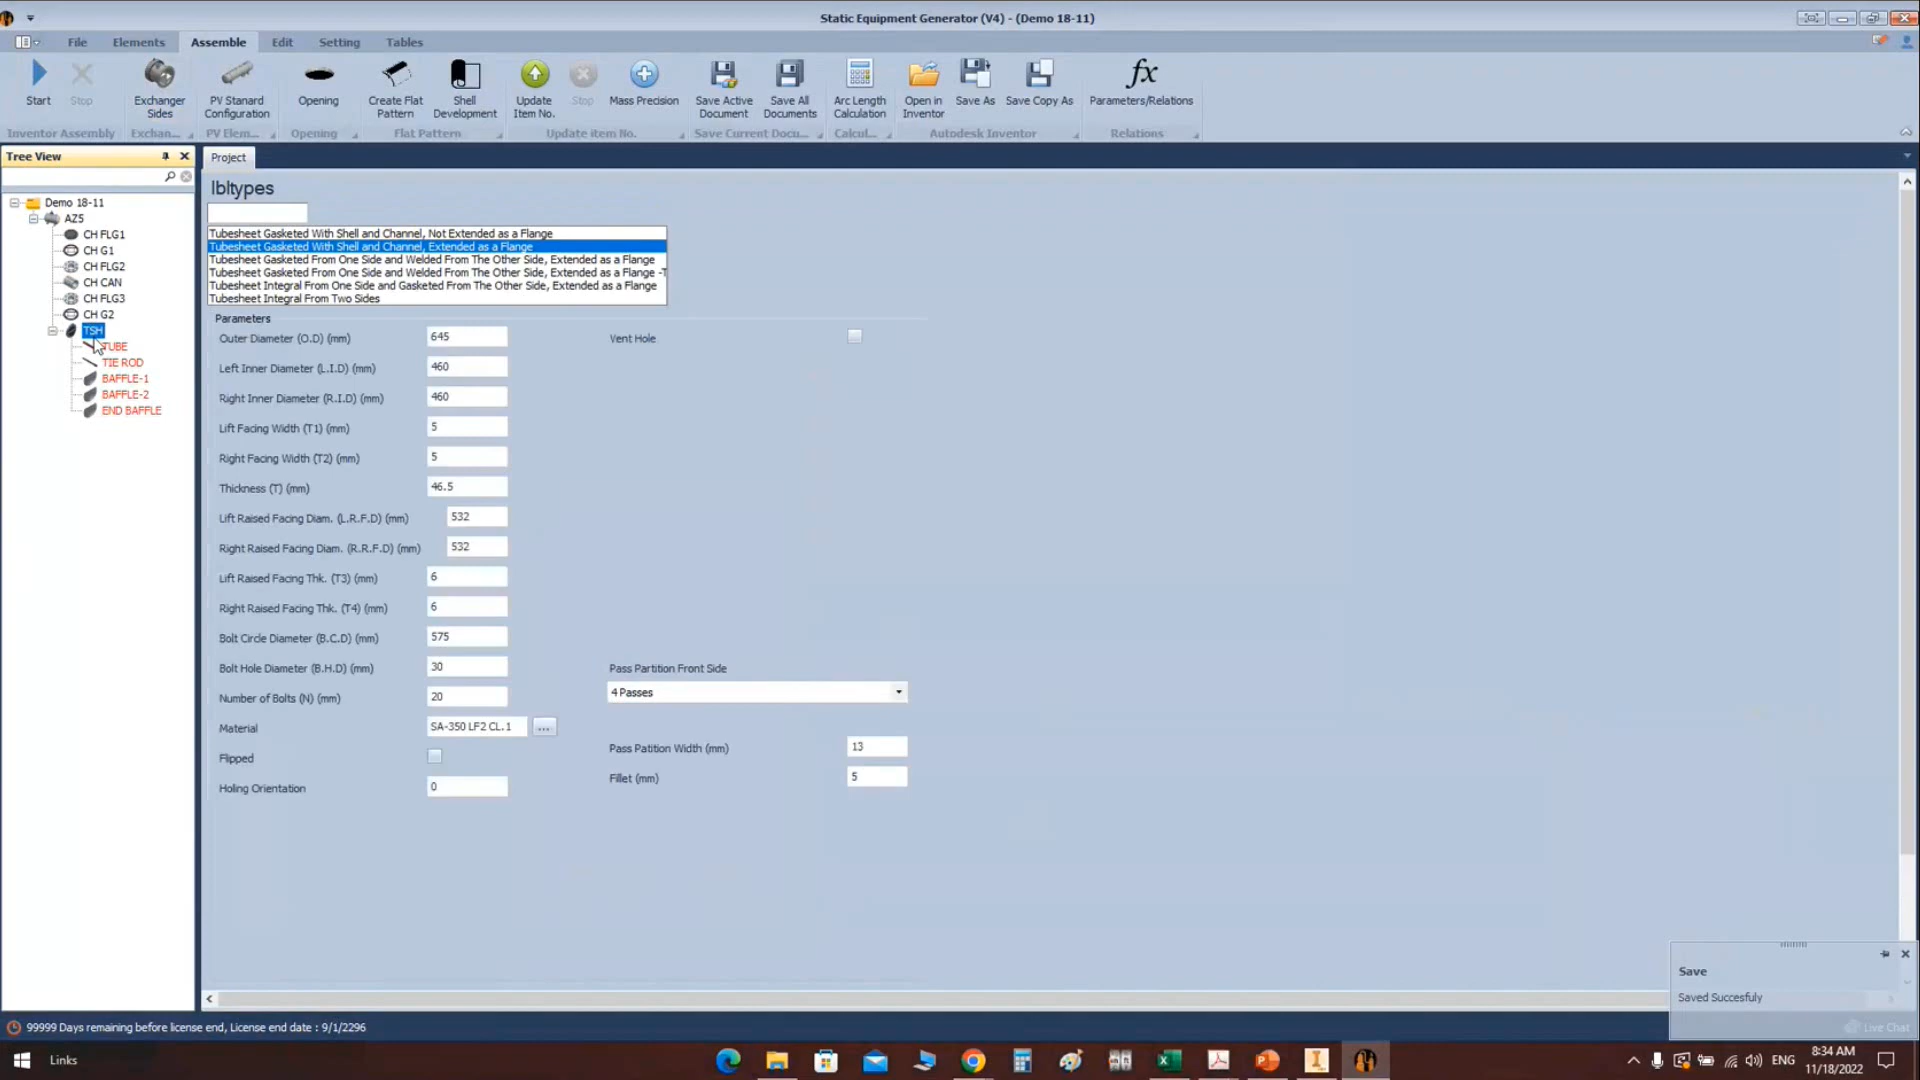 Static Equipment Generator (V4) - (Demo 18-11)
File Elements Assemble Edit Setting Tables
Start
Stop
Exchanger Sides
PV Stanard Configuration
Opening
Create Flat Pattern
Shell Development
Update Item No.
Stop
Mass Precision
Save Active Document
Save All Documents
Arc Length Calculation
Open in Inventor
Save As
Save Copy As
fx
Parameters/Relations
Inventor Assembly Exchan... PV Elem... Opening Flat Pattern Update item No. Save Current Docu... Calcul... Autodesk Inventor Relations
Tree View
Project
Demo 18-11
AZ5
CH FLG1
CH G1
CH FLG2
CH CAN
CH FLG3
CH G2
TSH
TUBE
TIE ROD
BAFFLE-1
BAFFLE-2
END BAFFLE
lbltypes
Tubesheet Gasketed With Shell and Channel, Not Extended as a Flange
Tubesheet Gasketed With Shell and Channel, Extended as a Flange
Tubesheet Gasketed From One Side and Welded From The Other Side, Extended as a Flange
Tubesheet Gasketed From One Side and Welded From The Other Side, Extended as a Flange -T
Tubesheet Integral From One Side and Gasketed From The Other Side, Extended as a Flange
Tubesheet Integral From Two Sides
Parameters
Outer Diameter (O.D) (mm) 645 Vent Hole
Left Inner Diameter (L.I.D) (mm) 460
Right Inner Diameter (R.I.D) (mm) 460
Lift Facing Width (T1) (mm) 5
Right Facing Width (T2) (mm) 5
Thickness (T) (mm) 46.5
Lift Raised Facing Diam. (L.R.F.D) (mm) 532
Right Raised Facing Diam. (R.R.F.D) (mm) 532
Lift Raised Facing Thk. (T3) (mm) 6
Right Raised Facing Thk. (T4) (mm) 6
Bolt Circle Diameter (B.C.D) (mm) 575
Bolt Hole Diameter (B.H.D) (mm) 30 Pass Partition Front Side
Number of Bolts (N) (mm) 20 4 Passes
Material SA-350 LF2 CL.1 ...
Flipped Pass Patition Width (mm) 13
Holing Orientation 0 Fillet (mm) 5
Save
Saved Succesfuly
Live Chat
99999 Days remaining before license end, License end date : 9/1/2296
Links
ENG
8:34 AM
11/18/2022